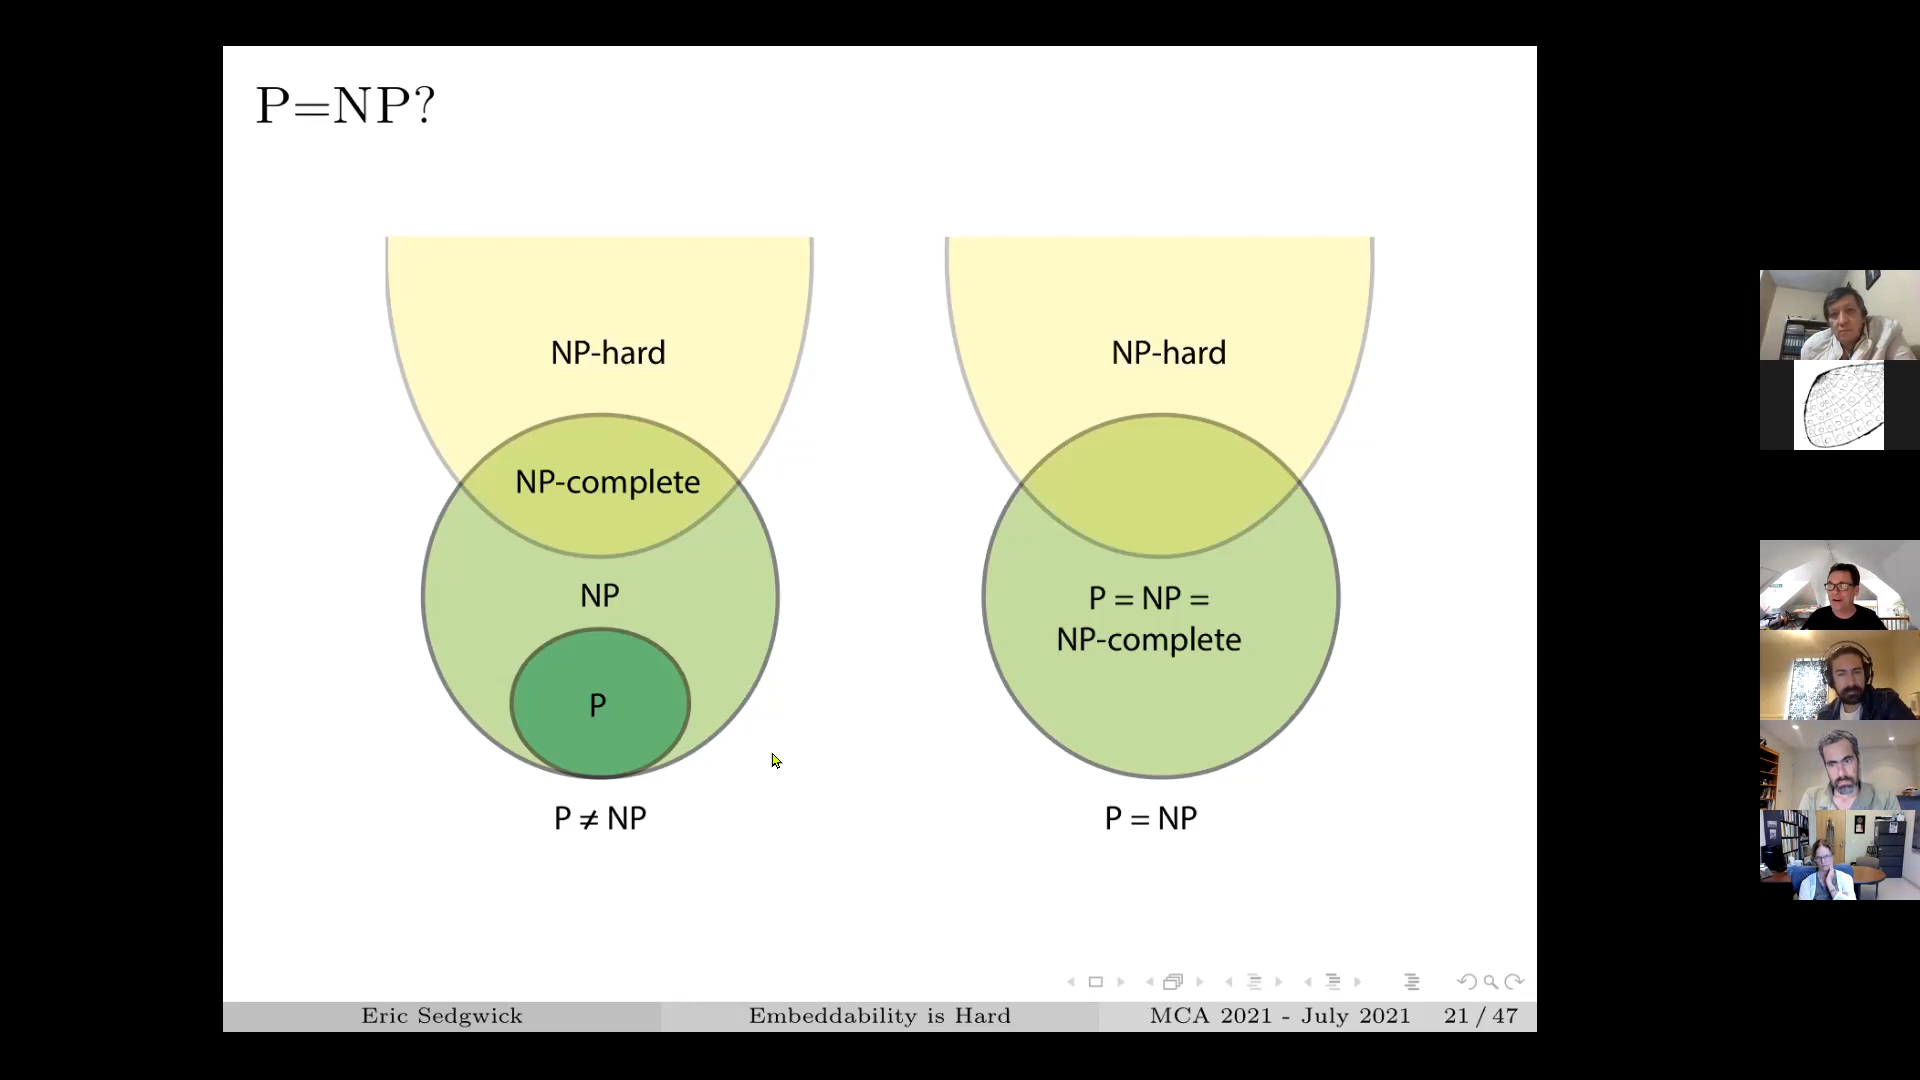 P=NP?
NP-hard
NP-complete
NP
P
P ≠ NP
NP-hard
P = NP =
NP-complete
P = NP
Eric Sedgwick
Embeddability is Hard
MCA 2021 - July 2021
21 / 47